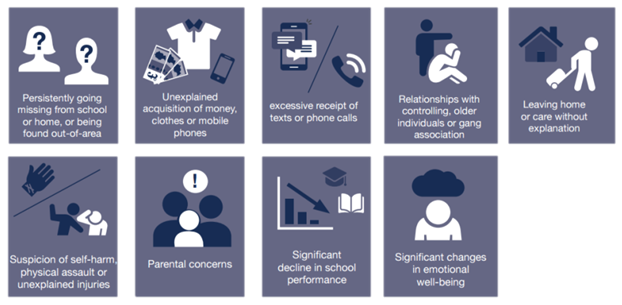 ? ?
Persistently going
missing from school
or home, or being
found out-of-area
Unexplained
acquisition of money,
clothes or mobile
phones
excessive receipt of
texts or phone calls
Relationships with
controlling, older
individuals or gang
association
Leaving home
or care without
explanation
Suspicion of self-harm,
physical assault or
unexplained injuries
!
Parental concerns
Significant
decline in school
performance
Significant changes
in emotional
well-being